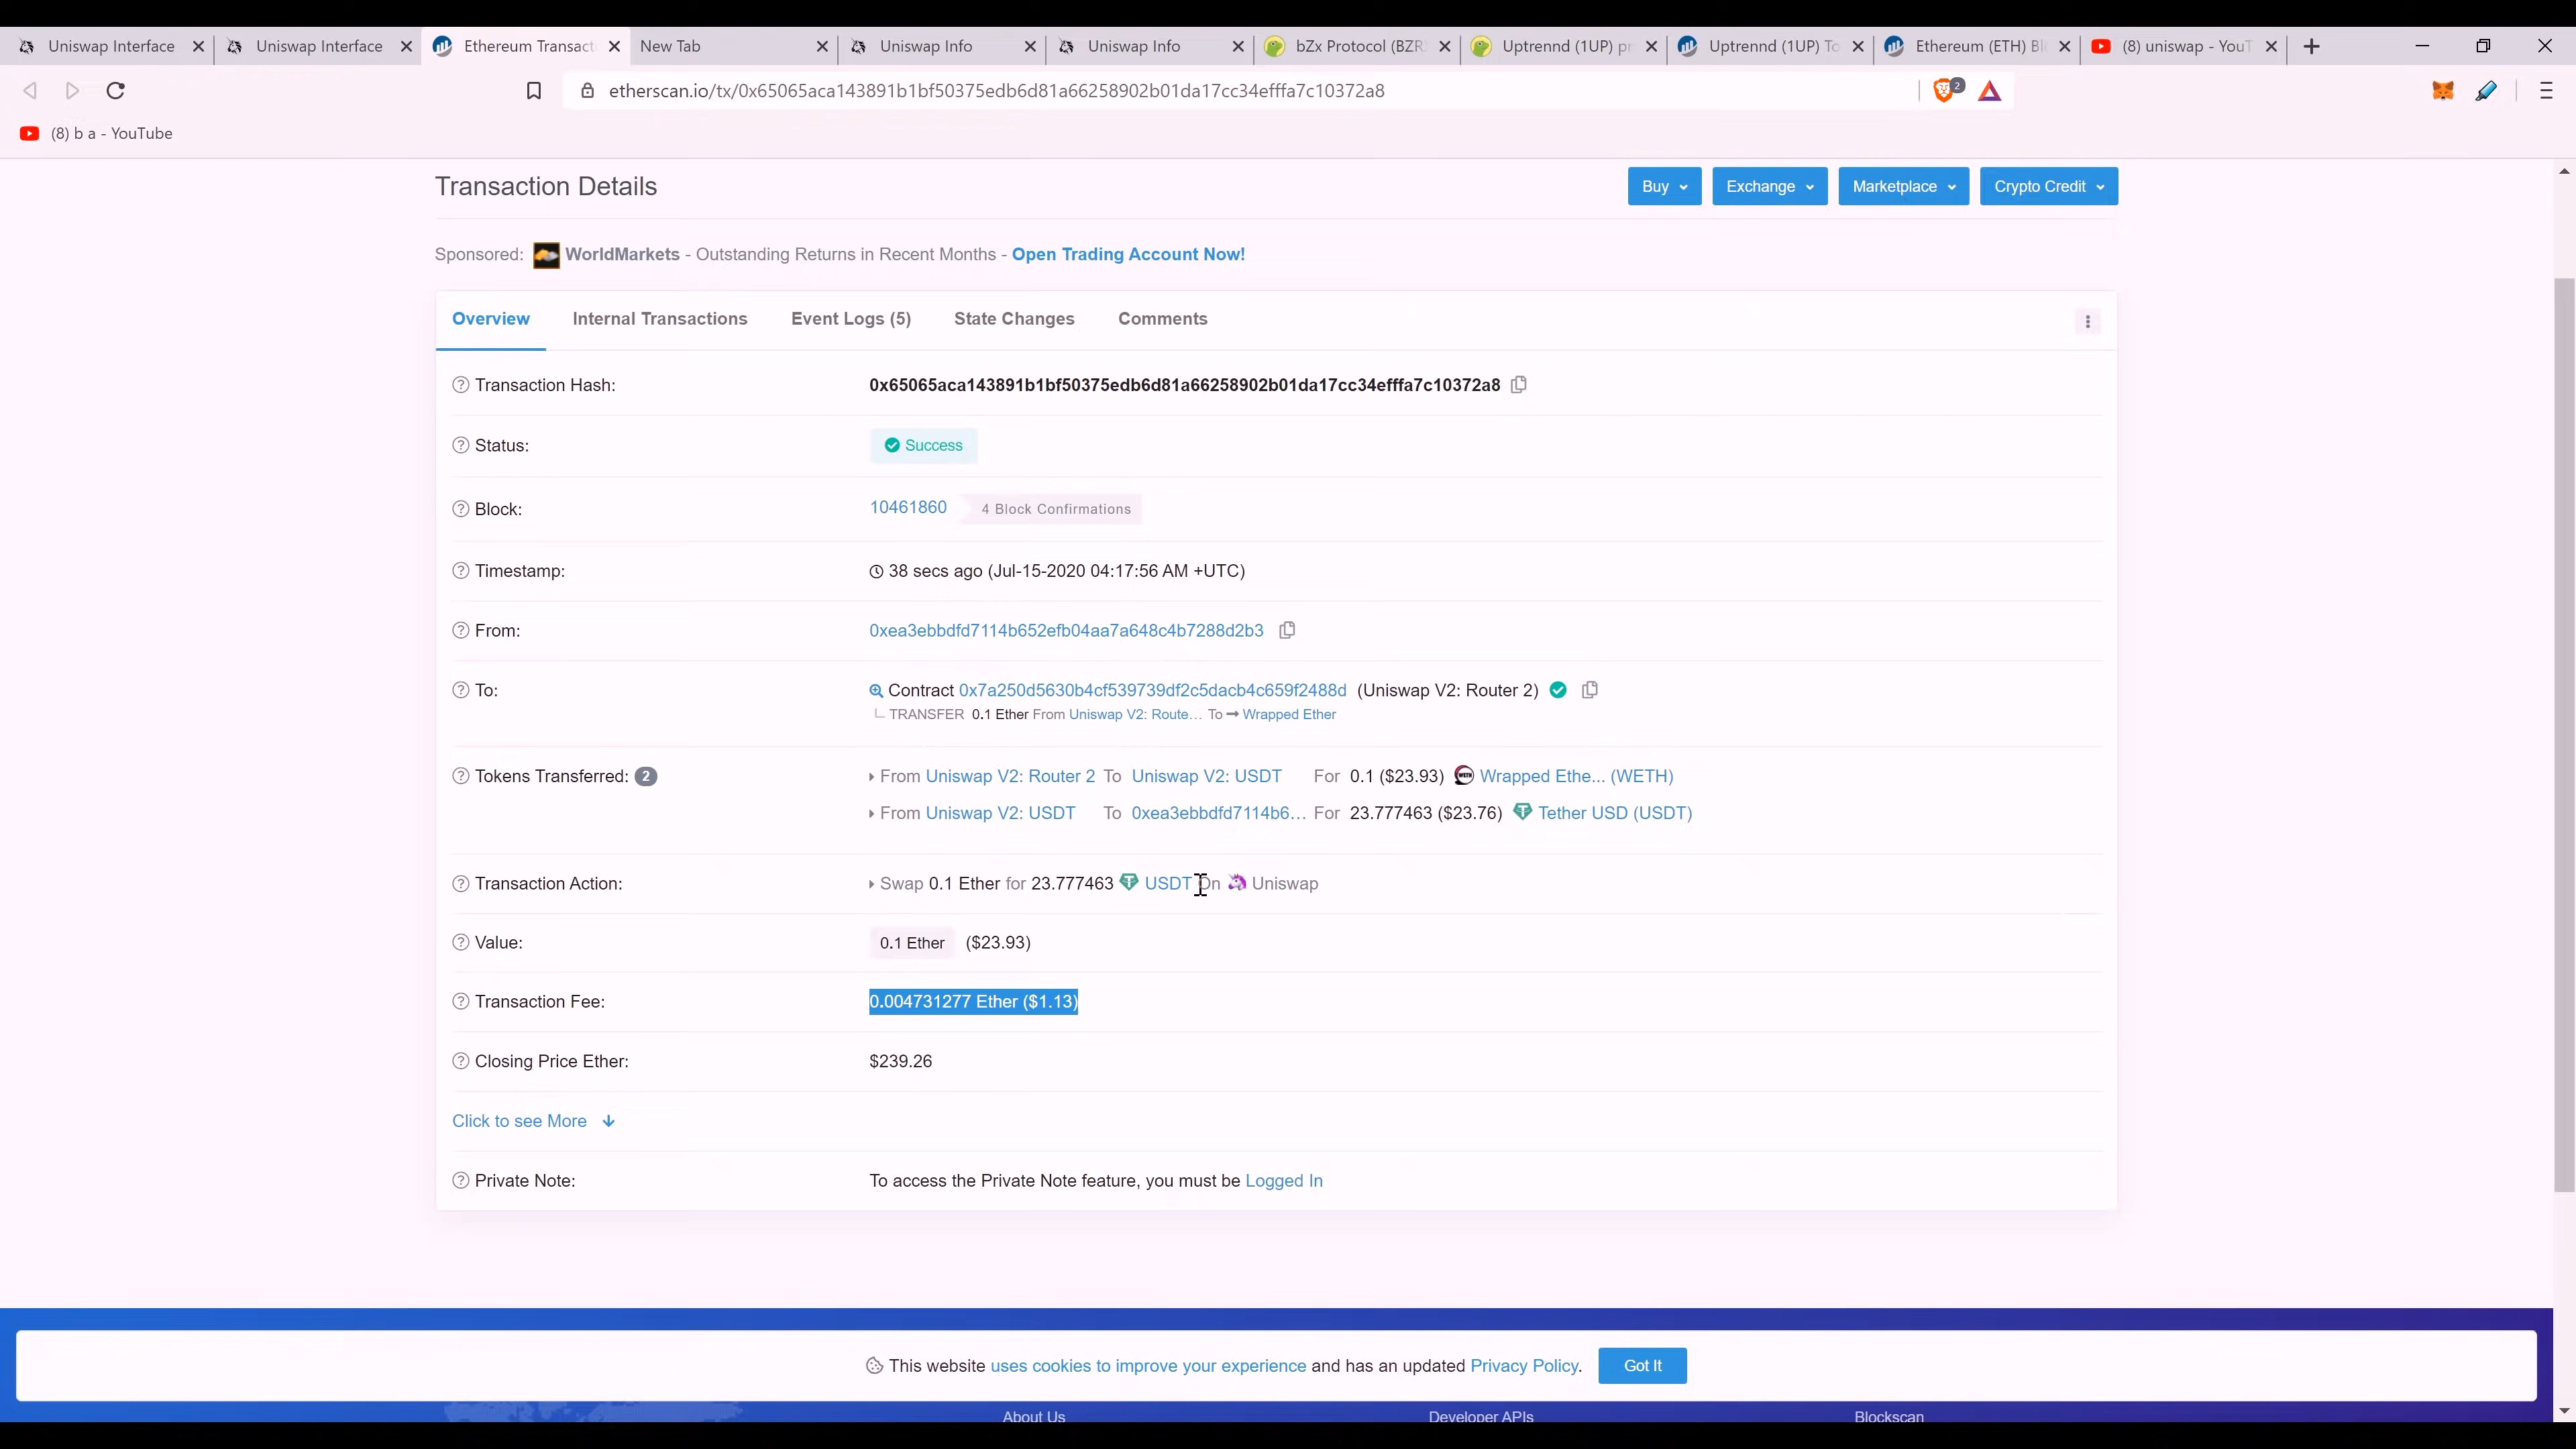 Uniswap Interface
Uniswap Interface
Ethereum Transact
New Tab
Uniswap Info
Uniswap Info
bZx Protocol (BZR
Uptrennd (1UP) pr
Uptrennd (1UP) To
Ethereum (ETH) Bl
(8) uniswap - YouT
etherscan.io/tx/0x65065aca143891b1bf50375edb6d81a66258902b01da17cc34efffa7c10372a8
2
(8) b a - YouTube
Transaction Details
Buy
Exchange
Marketplace
Crypto Credit
Sponsored: WorldMarkets - Outstanding Returns in Recent Months - Open Trading Account Now!
Overview
Internal Transactions
Event Logs (5)
State Changes
Comments
Transaction Hash: 0x65065aca143891b1bf50375edb6d81a66258902b01da17cc34efffa7c10372a8
Status: Success
Block: 10461860 4 Block Confirmations
Timestamp: 38 secs ago (Jul-15-2020 04:17:56 AM +UTC)
From: 0xea3ebbdfd7114b652efb04aa7a648c4b7288d2b3
To: Contract 0x7a250d5630b4cf539739df2c5dacb4c659f2488d (Uniswap V2: Router 2)
TRANSFER 0.1 Ether From Uniswap V2: Route... To → Wrapped Ether
Tokens Transferred: 2 From Uniswap V2: Router 2 To Uniswap V2: USDT For 0.1 ($23.93) Wrapped Ethe... (WETH)
From Uniswap V2: USDT To 0xea3ebbdfd7114b6... For 23.777463 ($23.76) Tether USD (USDT)
Transaction Action: Swap 0.1 Ether for 23.777463 USDT On Uniswap
Value: 0.1 Ether ($23.93)
Transaction Fee: 0.004731277 Ether ($1.13)
Closing Price Ether: $239.26
Click to see More
Private Note: To access the Private Note feature, you must be Logged In
This website uses cookies to improve your experience and has an updated Privacy Policy. Got It
About Us
Developer APIs
Blockscan